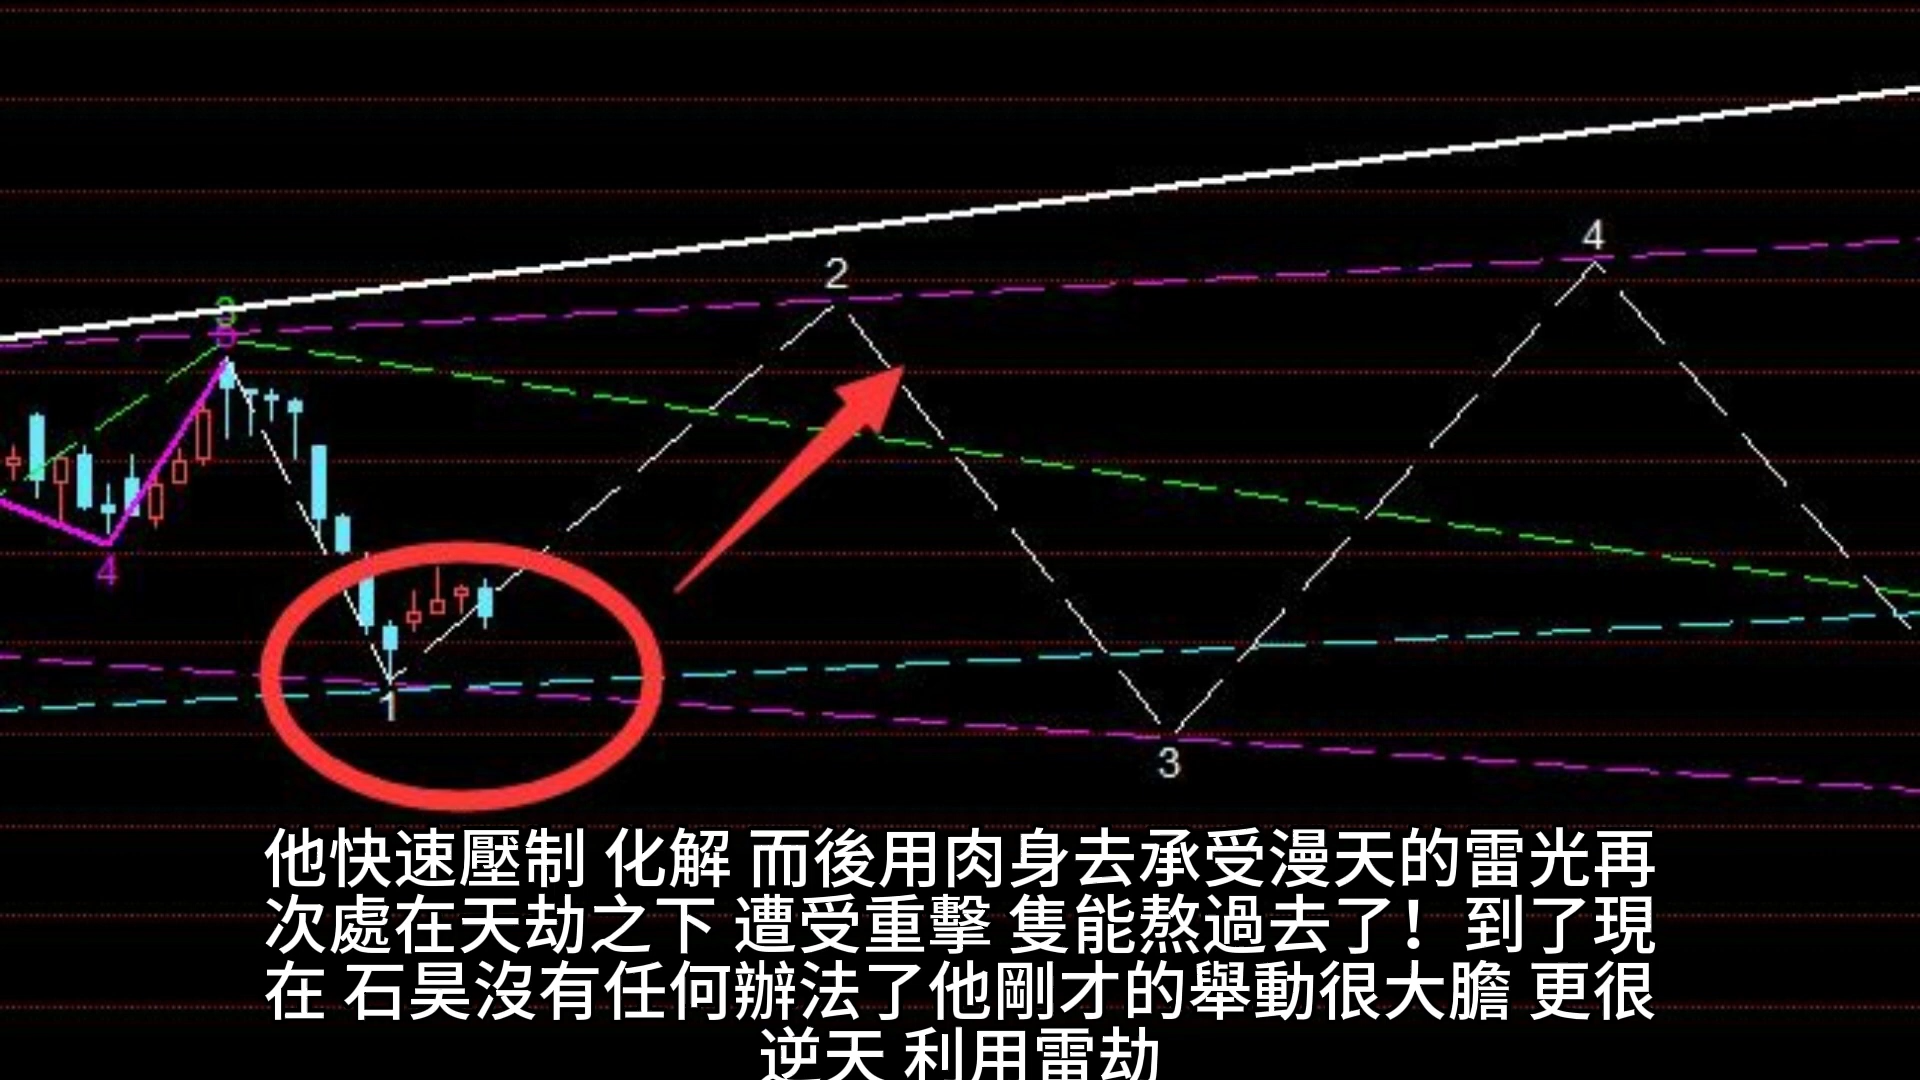 4
2
3
5
4
1
3
他快速壓制 化解 而後用肉身去承受漫天的雷光再
次處在天劫之下 遭受重擊 隻能熬過去了！到了現
在 石昊沒有任何辦法了他剛才的舉動很大膽 更很
逆天 利用雷劫